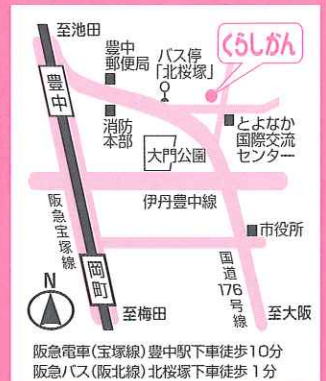 至池田
豊中
郵便局
バス停
「北桜塚」
くらしかん
豊中
消防
本部
大門公園
とよなか
国際交流
センター
伊丹豊中線
阪急宝塚線
市役所
岡町
国道176号線
N
至梅田
至大阪
阪急電車(宝塚線)豊中駅下車徒歩10分
阪急バス(阪北線)北桜塚下車徒歩1分